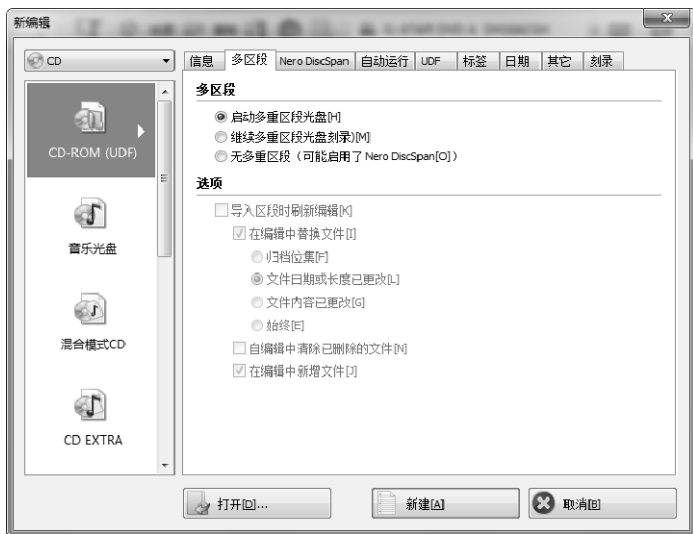 新编辑
CD
信息 多区段 Nero DiscSpan 自动运行 UDF 标签 日期 其它 刻录
CD-ROM (UDF)
音乐光盘
混合模式CD
CD EXTRA
多区段
启动多重区段光盘[H]
继续多重区段光盘刻录)[M]
无多重区段（可能启用了 Nero DiscSpan[O]）
选项
导入区段时刷新编辑[K]
在编辑中替换文件[I]
归档位集[F]
文件日期或长度已更改[L]
文件内容已更改[G]
始终[E]
自编辑中清除已删除的文件[N]
在编辑中新增文件[J]
打开[D]... 新建[A] 取消[B]